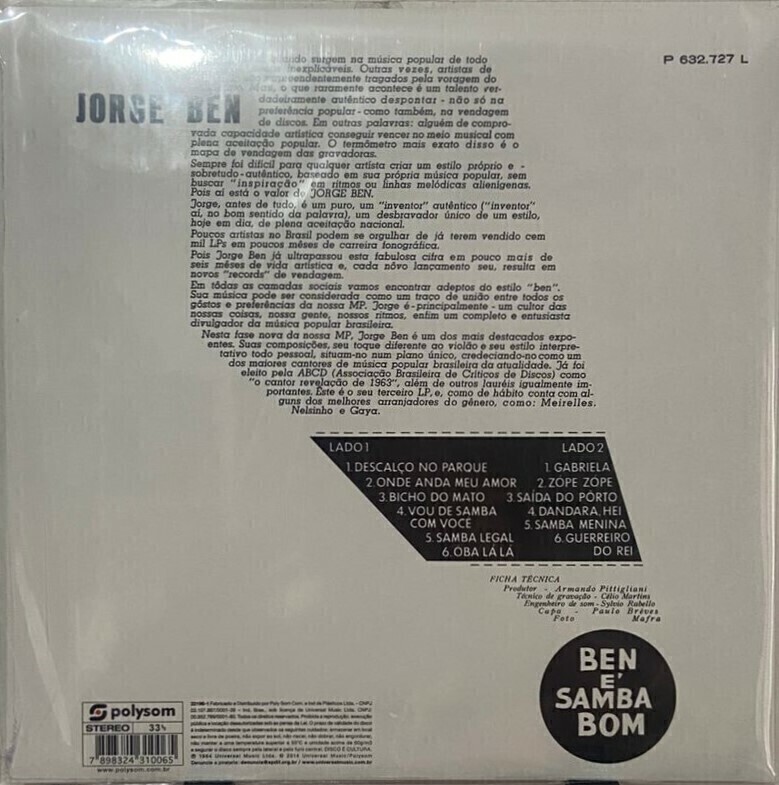 P 632.727 L
JORGE BEN
surgem na música popular de todo
inexplicáveis. Outras vezes, artistas de
tragados pela voragem do
o que raramente acontece é um talento ver-
dadeiramente autêntico despontar - não só na
preferência popular - como também, na vendagem
de discos. Em outras palavras: alguém de compro-
vada capacidade artística conseguir vencer no meio musical com
plena aceitação popular. O termômetro mais exato disso é o
mapa de vendagem das gravadoras.
Sempre foi difícil para qualquer artista criar um estilo próprio e -
sobretudo - autêntico, baseado em sua própria música popular, sem
buscar "inspiração" em ritmos ou linhas melódicas alienígenas.
Pois aí está o valor de JORGE BEN.
Jorge, antes de tudo, é um puro, um "inventor" autêntico ("inventor"
aí, no bom sentido da palavra), um desbravador único de um estilo,
hoje em dia, de plena aceitação nacional.
Poucos artistas no Brasil podem se orgulhar de já terem vendido cem
mil LPs em poucos mêses de carreira fonográfica.
Pois Jorge Ben já ultrapassou esta fabulosa cifra em pouco mais de
seis mêses de vida artística e, cada nôvo lançamento seu, resulta em
novos "records" de vendagem.
Em tôdas as camadas sociais vamos encontrar adeptos do estilo "ben".
Sua música pode ser considerada como um traço de união entre todos os
gôstos e preferências da nossa MP. Jorge é - principalmente - um cultor das
nossas coisas, nossa gente, nossos ritmos, enfim um completo e entusiasta
divulgador da música popular brasileira.
Nesta fase nova da nossa MP, Jorge Ben é um dos mais destacados expo-
entes. Suas composições, seu toque diferente ao violão e seu estilo interpre-
tativo todo pessoal, situam-no num plano único, credeciando-no como um
dos maiores cantores de música popular brasileira da atualidade. Já foi
eleito pela ABCD (Associação Brasileira de Críticos de Discos) como
"o cantor revelação de 1963", além de outros lauréis igualmente im-
portantes. Este é o seu terceiro LP, e, como de hábito conta com al-
guns dos melhores arranjadores do gênero, como: Meirelles.
Nelsinho e Gaya.
LADO 1
1. DESCALÇO NO PARQUE
2. ONDE ANDA MEU AMOR
3. BICHO DO MATO
4. VOU DE SAMBA
COM VOCÊ
5. SAMBA LEGAL
6. OBA LÁ LÁ
LADO 2
1. GABRIELA
2. ZÓPE ZÓPE
3. SAÍDA DO PÔRTO
4. DANDARA, HEI
5. SAMBA MENINA
6. GUERREIRO
DO REI
FICHA TÉCNICA
Produtor - Armando Pittigliani
Técnico de gravação - Célio Martins
Engenheiro de som - Sylvio Rabello
Capa - Paulo Brèves
Foto Mafra
BEN
É
SAMBA
BOM
polysom
STEREO 33⅓
7 898324 310065
www.polysom.com.br